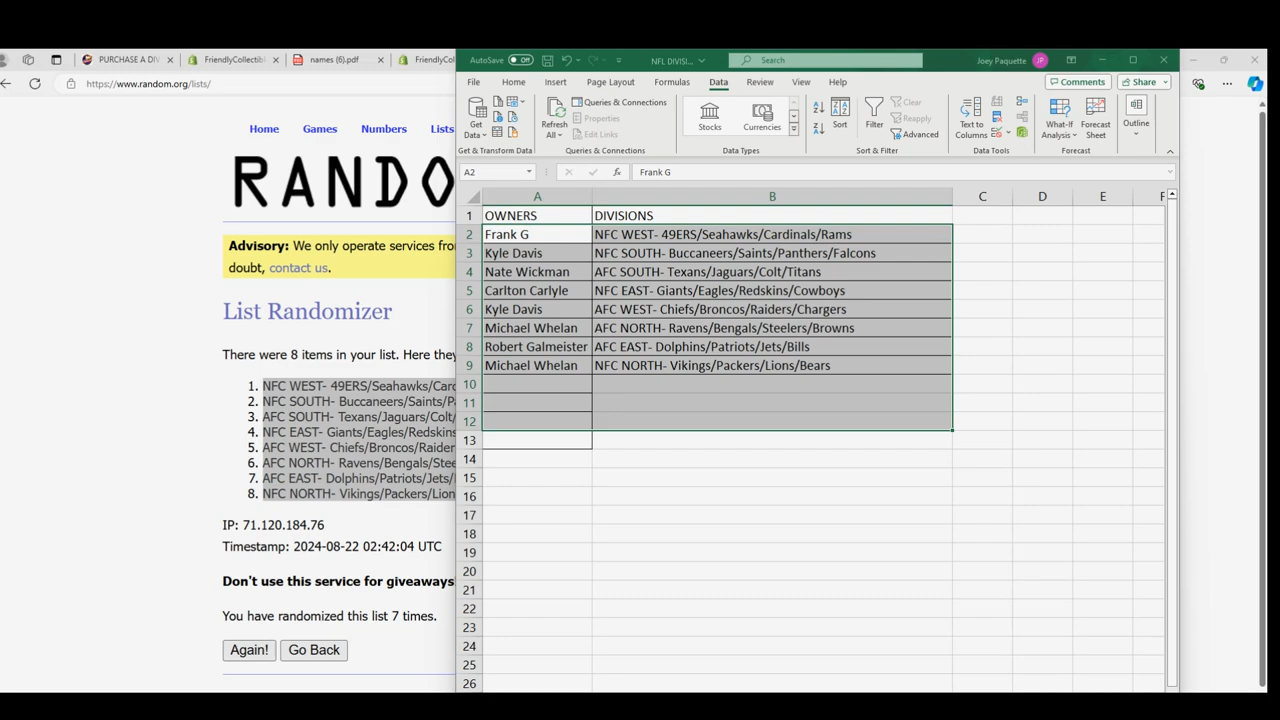 PURCHASE A DIV
FriendlyCollectib
names (6).pdf
FriendlyCo
https://www.random.org/lists/
Home Games Numbers Lists
RANDO
Advisory: We only operate services fro
doubt, contact us.
List Randomizer
There were 8 items in your list. Here they
1. NFC WEST- 49ERS/Seahawks/Card
2. NFC SOUTH- Buccaneers/Saints/P
3. AFC SOUTH- Texans/Jaguars/Colt/
4. NFC EAST- Giants/Eagles/Redskins
5. AFC WEST- Chiefs/Broncos/Raider
6. AFC NORTH- Ravens/Bengals/Stee
7. AFC EAST- Dolphins/Patriots/Jets/
8. NFC NORTH- Vikings/Packers/Lion
IP: 71.120.184.76
Timestamp: 2024-08-22 02:42:04 UTC
Don't use this service for giveaways
You have randomized this list 7 times.
Again! Go Back
AutoSave Off NFL DIVISI... Search Joey Paquette JP
File Home Insert Page Layout Formulas Data Review View Help Comments Share
Get Data
Refresh All
Queries & Connections
Properties
Edit Links
Stocks Currencies
Sort Filter
Clear
Reapply
Advanced
Text to Columns
What-If Analysis
Forecast Sheet
Outline
Get & Transform Data Queries & Connections Data Types Sort & Filter Data Tools Forecast
A2 fx Frank G
A B C D E F
1 OWNERS DIVISIONS
2 Frank G NFC WEST- 49ERS/Seahawks/Cardinals/Rams
3 Kyle Davis NFC SOUTH- Buccaneers/Saints/Panthers/Falcons
4 Nate Wickman AFC SOUTH- Texans/Jaguars/Colt/Titans
5 Carlton Carlyle NFC EAST- Giants/Eagles/Redskins/Cowboys
6 Kyle Davis AFC WEST- Chiefs/Broncos/Raiders/Chargers
7 Michael Whelan AFC NORTH- Ravens/Bengals/Steelers/Browns
8 Robert Galmeister AFC EAST- Dolphins/Patriots/Jets/Bills
9 Michael Whelan NFC NORTH- Vikings/Packers/Lions/Bears
10
11
12
13
14
15
16
17
18
19
20
21
22
23
24
25
26